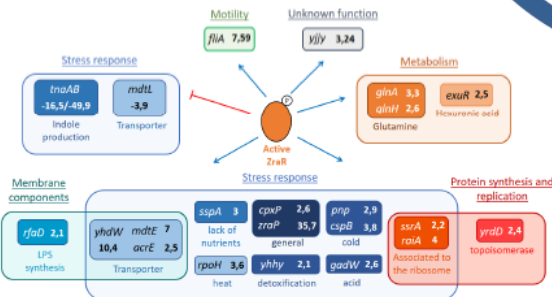 Motility
fliA 7,59
Unknown function
yjjy 3,24
Stress response
tnaAB
-16,5/-49,9
Indole
production
mdtL
-3,9
Transporter
P
Active
ZraR
Metabolism
glnA 3,3
glnH 2,6
Glutamine
exuR 2,5
Hexurenic acid
Membrane
components
rfaD 2,1
LPS
synthesis
yhdW
10,4
mdtE 7
acrE 2,5
Transporter
Stress response
sspA 3
lack of
nutrients
cpxP 2,6
zraP 35,7
general
pnp 2,9
cspB 3,8
cold
rpoH 3,6
heat
yhhy 2,1
detoxification
gadW 2,6
acid
Protein synthesis and
replication
ssrA 2,2
raiA 4
Associated to
the ribosome
yrdD 2,4
topoisomerase